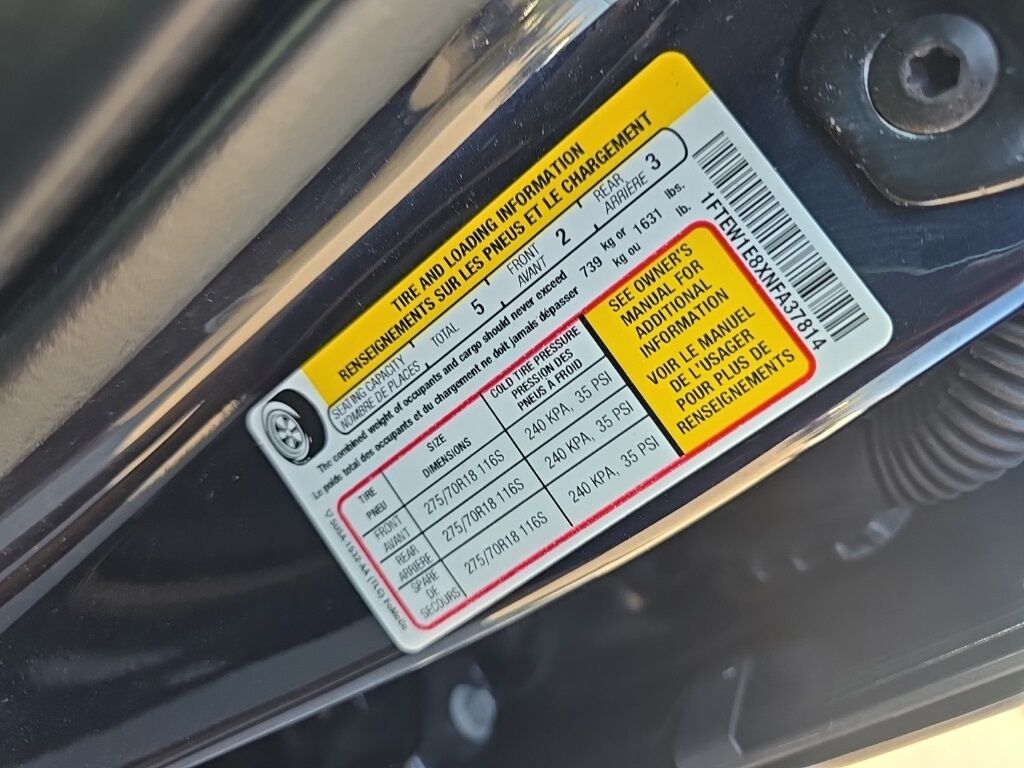 TIRE AND LOADING INFORMATION
RENSEIGNEMENTS SUR LES PNEUS ET LE CHARGEMENT
SEATING CAPACITY TOTAL 5 FRONT 2 REAR 3
NOMBRE DE PLACES AVANT ARRIÈRE
The combined weight of occupants and cargo should never exceed 739 kg or 1631 lbs.
Le poids total des occupants et du chargement ne doit jamais dépasser kg ou lb.
TIRE SIZE COLD TIRE PRESSURE
PNEU DIMENSIONS PRESSION DES
PNEUS À FROID
FRONT 275/70R18 116S 240 KPA, 35 PSI
AVANT
REAR 275/70R18 116S 240 KPA, 35 PSI
ARRIÈRE
SPARE 275/70R18 116S 240 KPA, 35 PSI
DE
SECOURS
SEE OWNER'S
MANUAL FOR
ADDITIONAL
INFORMATION
VOIR LE MANUEL
DE L'USAGER
POUR PLUS DE
RENSEIGNEMENTS
1FTEW1E8XNFA37814
(TLG) FoMoCo